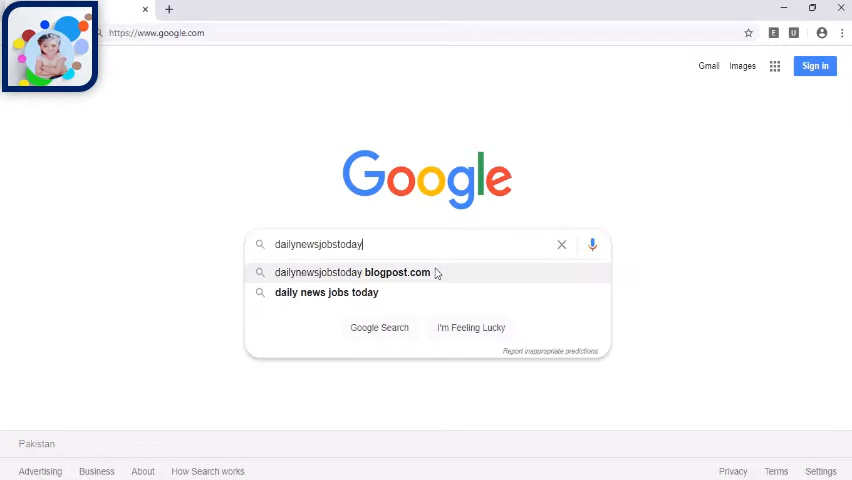 https://www.google.com
E U
Gmail Images Sign in
Google
dailynewsjobstoday
dailynewsjobstoday blogpost.com
daily news jobs today
Google Search I'm Feeling Lucky
Report inappropriate predictions
Pakistan
Advertising Business About How Search works Privacy Terms Settings